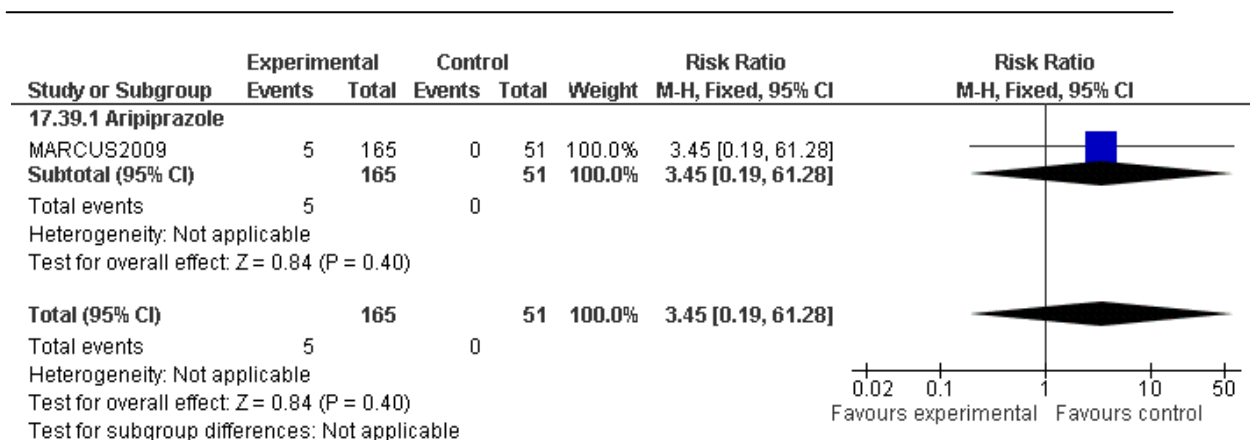 Experimental Control Risk Ratio Risk Ratio
Study or Subgroup Events Total Events Total Weight M-H, Fixed, 95% CI M-H, Fixed, 95% CI
17.39.1 Aripiprazole
MARCUS2009 5 165 0 51 100.0% 3.45 [0.19, 61.28]
Subtotal (95% CI) 165 51 100.0% 3.45 [0.19, 61.28]
Total events 5 0
Heterogeneity: Not applicable
Test for overall effect: Z = 0.84 (P = 0.40)
Total (95% CI) 165 51 100.0% 3.45 [0.19, 61.28]
Total events 5 0
Heterogeneity: Not applicable
Test for overall effect: Z = 0.84 (P = 0.40)
Test for subgroup differences: Not applicable
0.02 0.1 1 10 50
Favours experimental Favours control